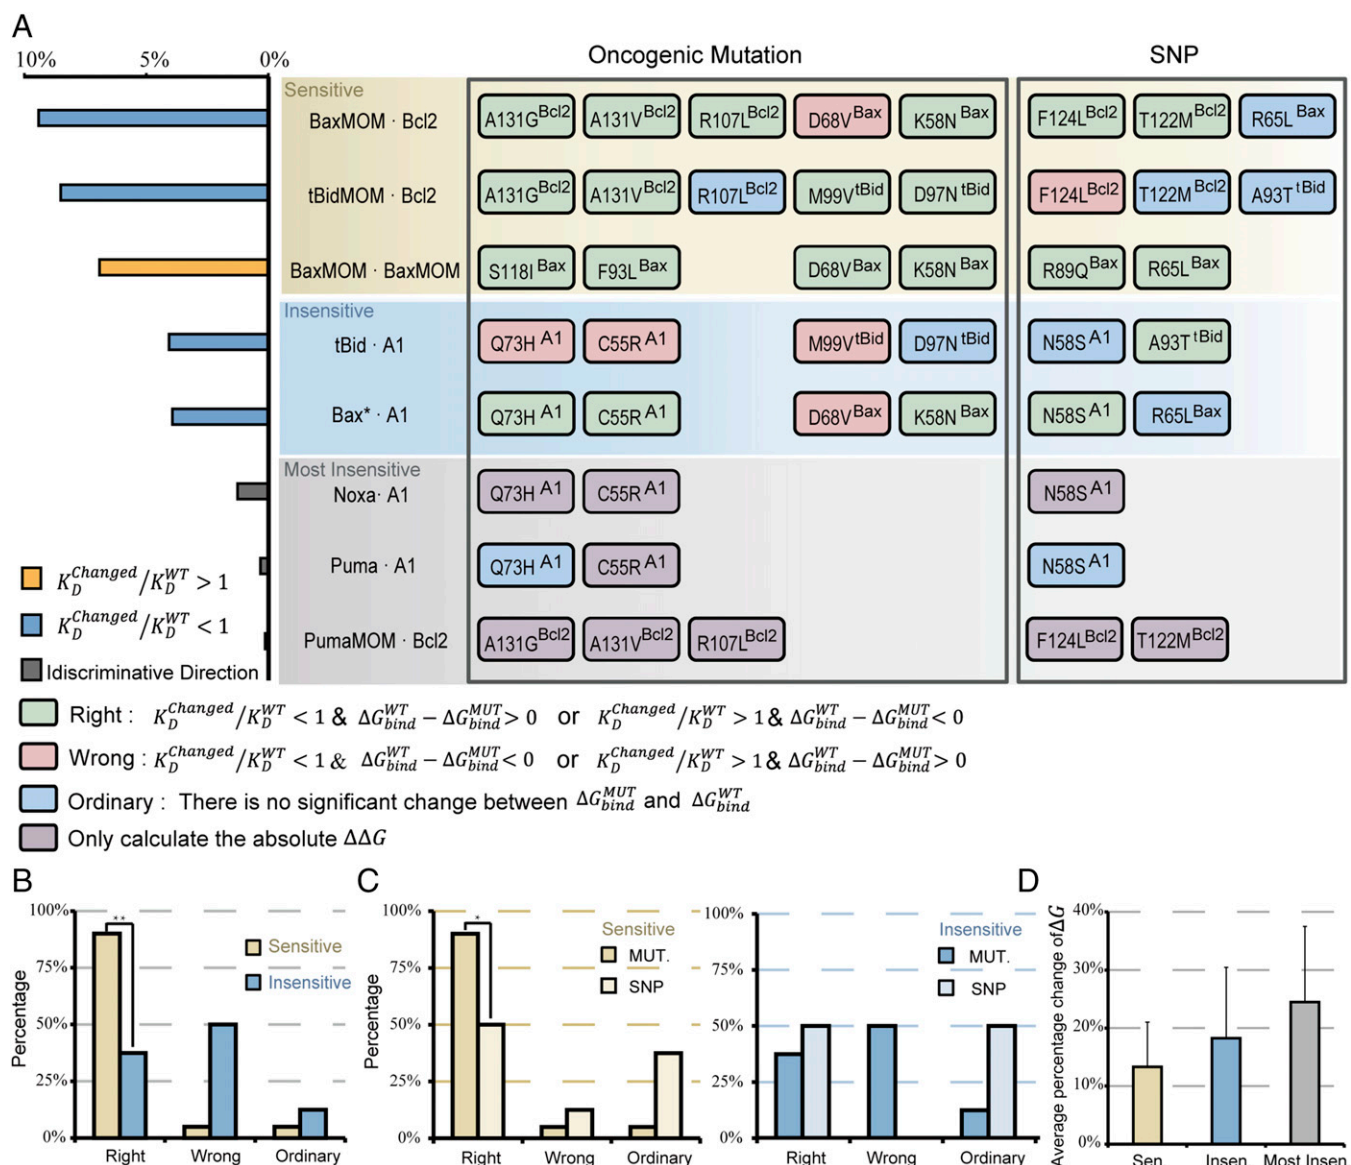 A
10% 5% 0%
Oncogenic Mutation SNP
Sensitive
BaxMOM · Bcl2 A131G^Bcl2 A131V^Bcl2 R107L^Bcl2 D68V^Bax K58N^Bax F124L^Bcl2 T122M^Bcl2 R65L^Bax
tBidMOM · Bcl2 A131G^Bcl2 A131V^Bcl2 R107L^Bcl2 M99V^tBid D97N^tBid F124L^Bcl2 T122M^Bcl2 A93T^tBid
BaxMOM · BaxMOM S118I^Bax F93L^Bax D68V^Bax K58N^Bax R89Q^Bax R65L^Bax
Insensitive
tBid · A1 Q73H^A1 C55R^A1 M99V^tBid D97N^tBid N58S^A1 A93T^tBid
Bax* · A1 Q73H^A1 C55R^A1 D68V^Bax K58N^Bax N58S^A1 R65L^Bax
Most Insensitive
Noxa · A1 Q73H^A1 C55R^A1 N58S^A1
Puma · A1 Q73H^A1 C55R^A1 N58S^A1
PumaMOM · Bcl2 A131G^Bcl2 A131V^Bcl2 R107L^Bcl2 F124L^Bcl2 T122M^Bcl2
K_D^Changed/K_D^WT > 1
K_D^Changed/K_D^WT < 1
Idiscriminative Direction
Right : K_D^Changed/K_D^WT < 1 & ΔG_bind^WT − ΔG_bind^MUT > 0 or K_D^Changed/K_D^WT > 1 & ΔG_bind^WT − ΔG_bind^MUT < 0
Wrong : K_D^Changed/K_D^WT < 1 & ΔG_bind^WT − ΔG_bind^MUT < 0 or K_D^Changed/K_D^WT > 1 & ΔG_bind^WT − ΔG_bind^MUT > 0
Ordinary : There is no significant change between ΔG_bind^MUT and ΔG_bind^WT
Only calculate the absolute ΔΔG
B
Percentage
100%
75%
50%
25%
0%
**
Sensitive
Insensitive
Right Wrong Ordinary
C
Percentage
100%
75%
50%
25%
0%
*
Sensitive
MUT.
SNP
Right Wrong Ordinary
100%
75%
50%
25%
0%
Insensitive
MUT.
SNP
Right Wrong Ordinary
D
Average percentage change of ΔG
40%
30%
20%
10%
0%
Sen Insen Most Insen